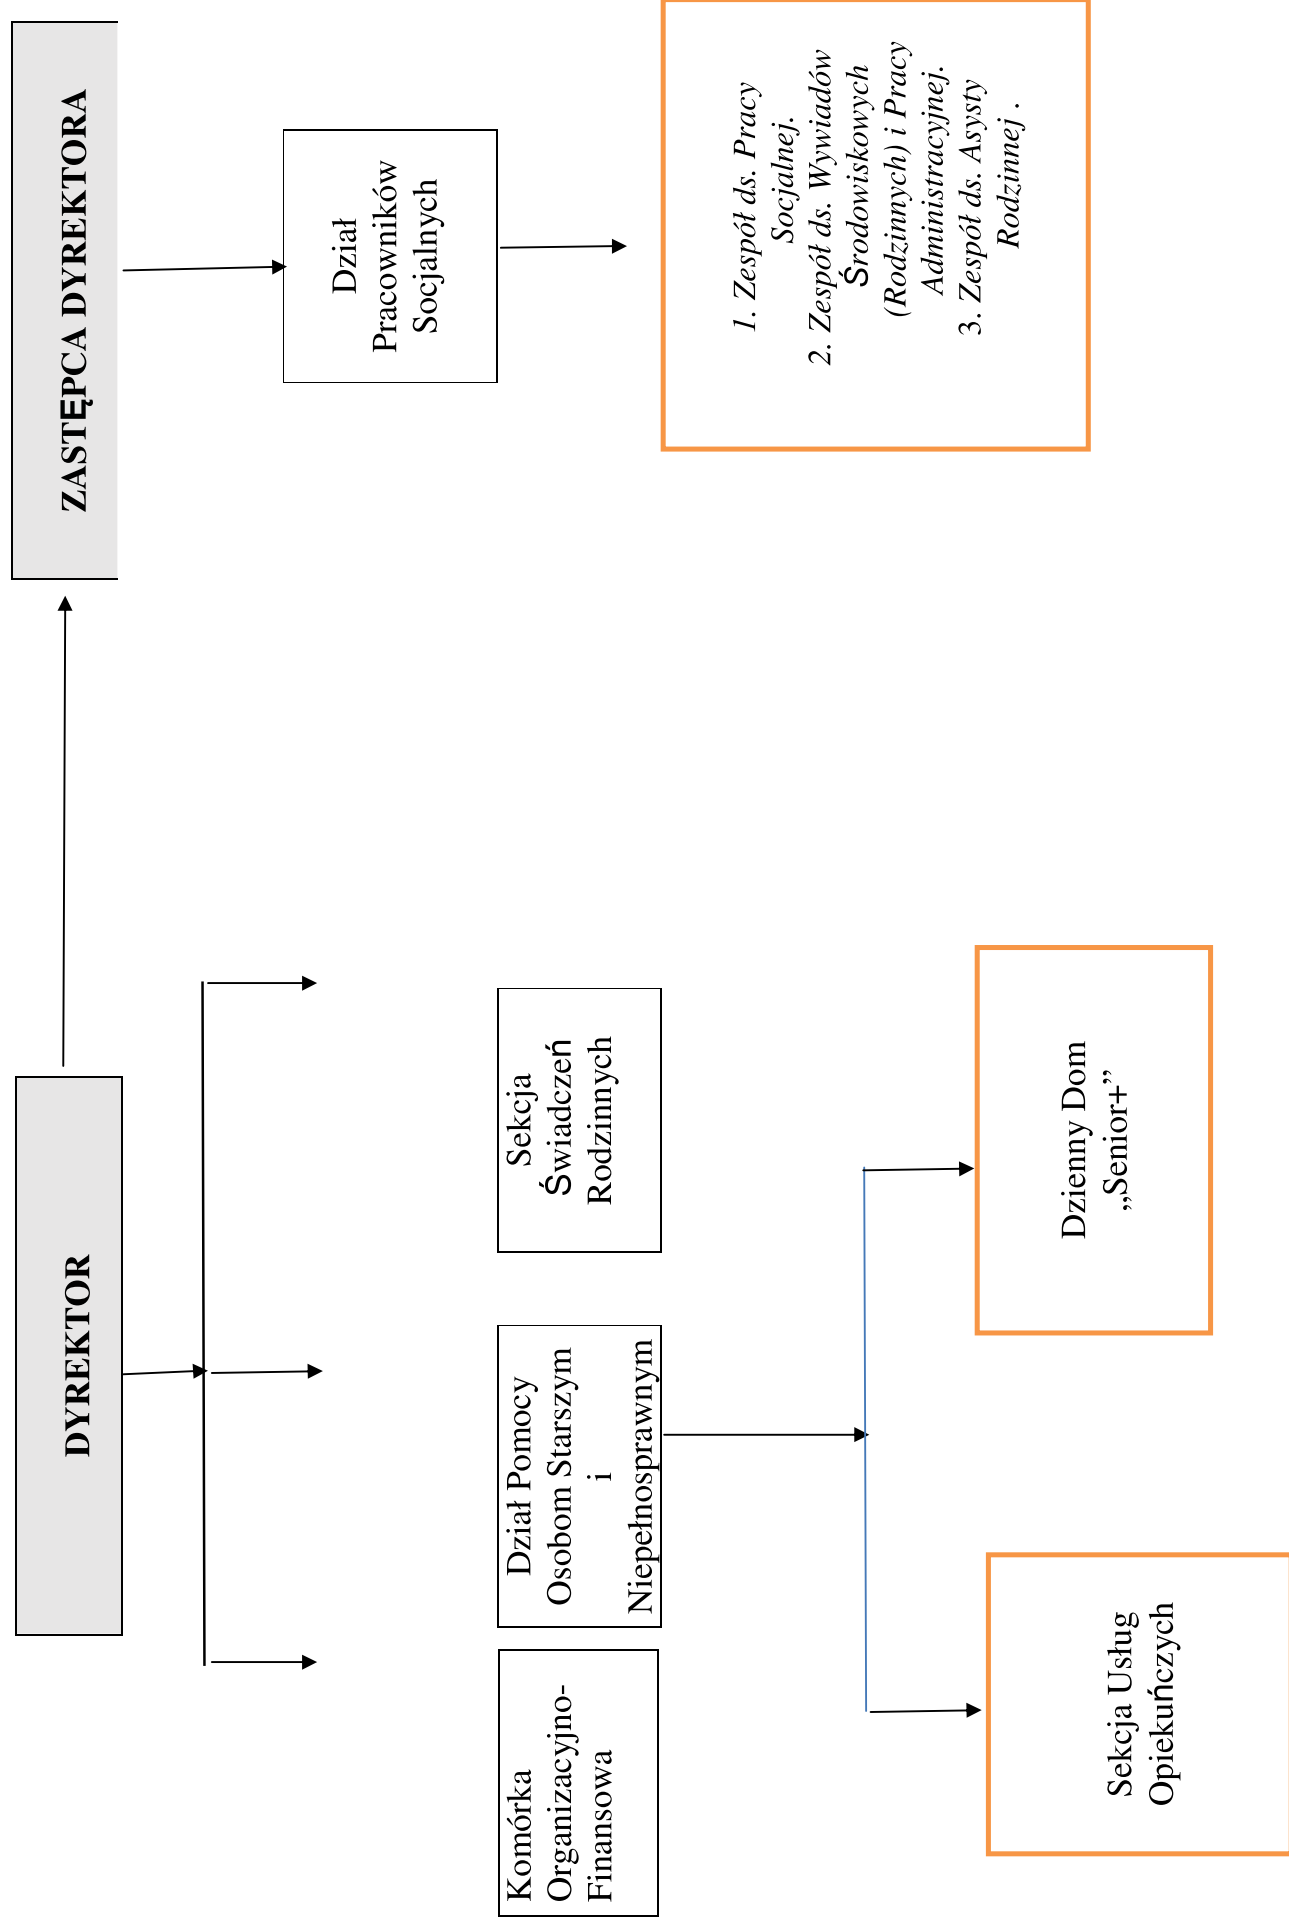 DYREKTOR
ZASTĘPCA DYREKTORA
Dział
Pracowników
Socjalnych
Komórka
Organizacyjno-
Finansowa
Dział Pomocy
Osobom Starszym
i
Niepełnosprawnym
Sekcja
Świadczeń
Rodzinnych
1. Zespół ds. Pracy
Socjalnej.
2. Zespół ds. Wywiadów
Środowiskowych
(Rodzinnych) i Pracy
Administracyjnej.
3. Zespół ds. Asysty
Rodzinnej .
Sekcja Usług
Opiekuńczych
Dzienny Dom
„Senior+”